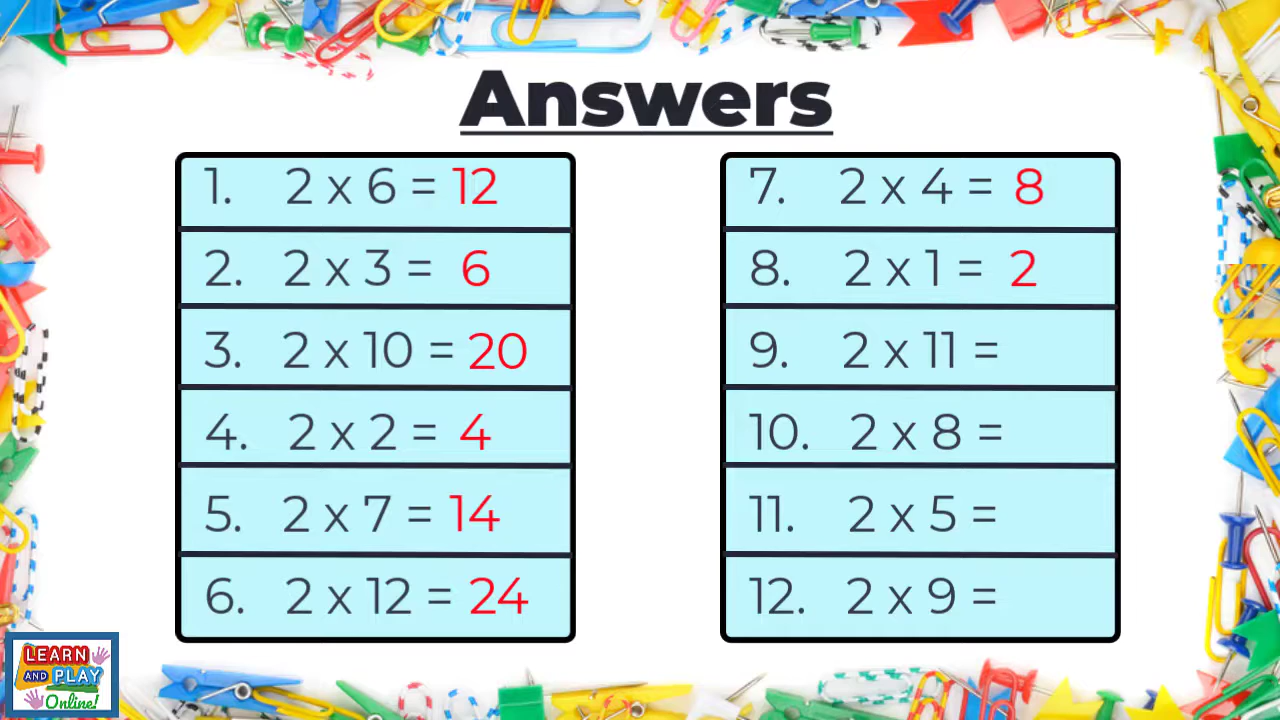 Answers
1. 2 x 6 = 12
2. 2 x 3 = 6
3. 2 x 10 = 20
4. 2 x 2 = 4
5. 2 x 7 = 14
6. 2 x 12 = 24
7. 2 x 4 = 8
8. 2 x 1 = 2
9. 2 x 11 =
10. 2 x 8 =
11. 2 x 5 =
12. 2 x 9 =
LEARN
AND PLAY
Online!